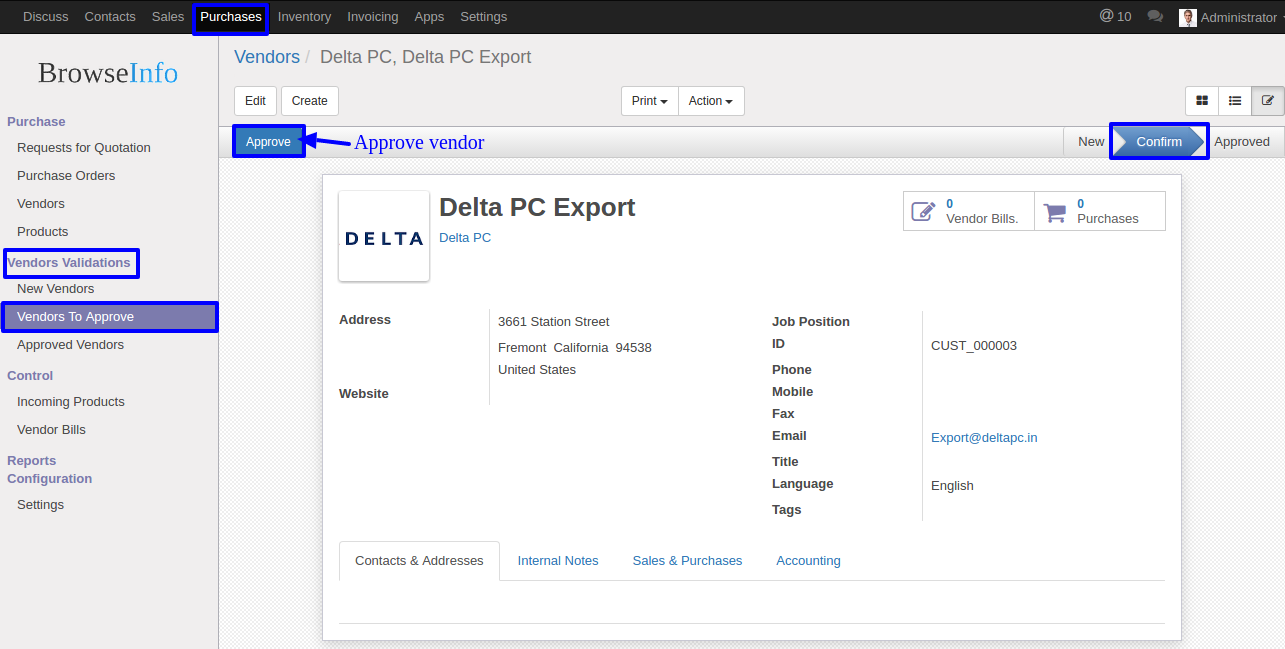 Discuss Contacts Sales Purchases Inventory Invoicing Apps Settings @ 10 Administrator
BrowseInfo
Purchase
Requests for Quotation
Purchase Orders
Vendors
Products
Vendors Validations
New Vendors
Vendors To Approve
Approved Vendors
Control
Incoming Products
Vendor Bills
Reports
Configuration
Settings
Vendors / Delta PC, Delta PC Export
Edit Create Print Action
Approve Approve vendor New Confirm Approved
DELTA
Delta PC Export
Delta PC
0
Vendor Bills.
0
Purchases
Address
3661 Station Street
Fremont California 94538
United States
Website
Job Position
ID CUST_000003
Phone
Mobile
Fax
Email Export@deltapc.in
Title
Language English
Tags
Contacts & Addresses Internal Notes Sales & Purchases Accounting